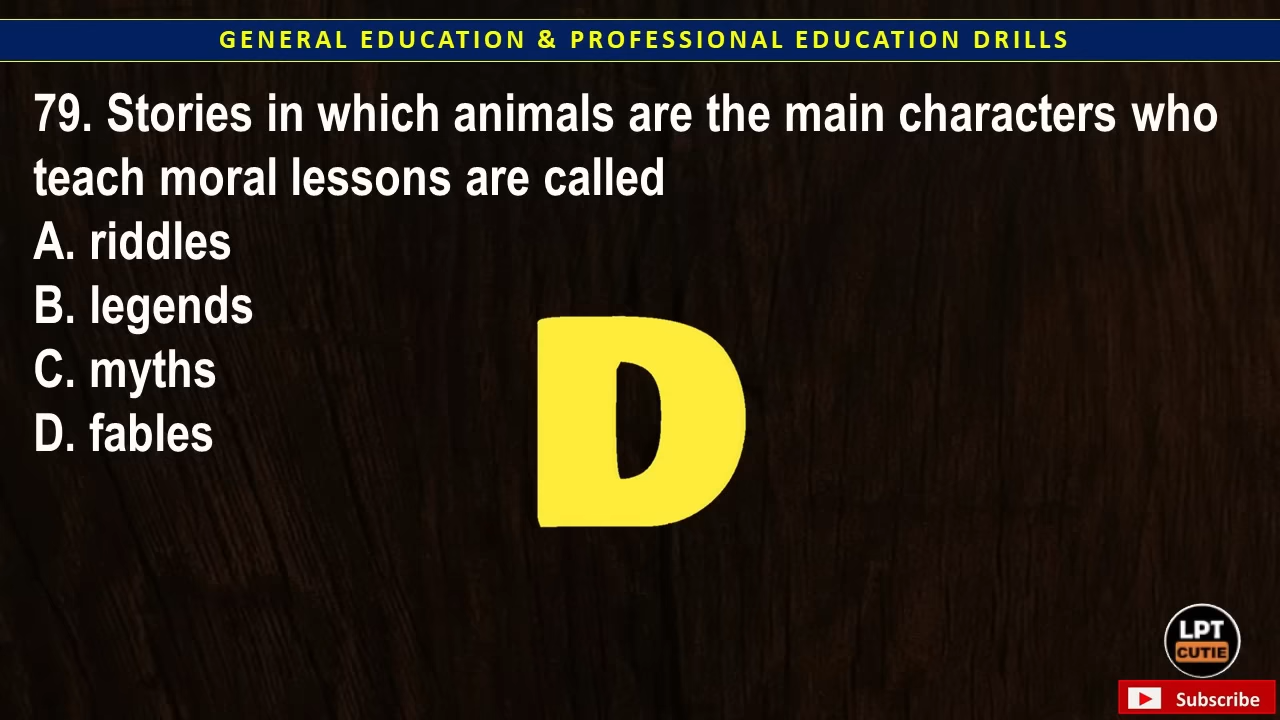 GENERAL EDUCATION & PROFESSIONAL EDUCATION DRILLS
79. Stories in which animals are the main characters who
teach moral lessons are called
A. riddles
B. legends
C. myths
D. fables
D
LPT
CUTIE
Subscribe